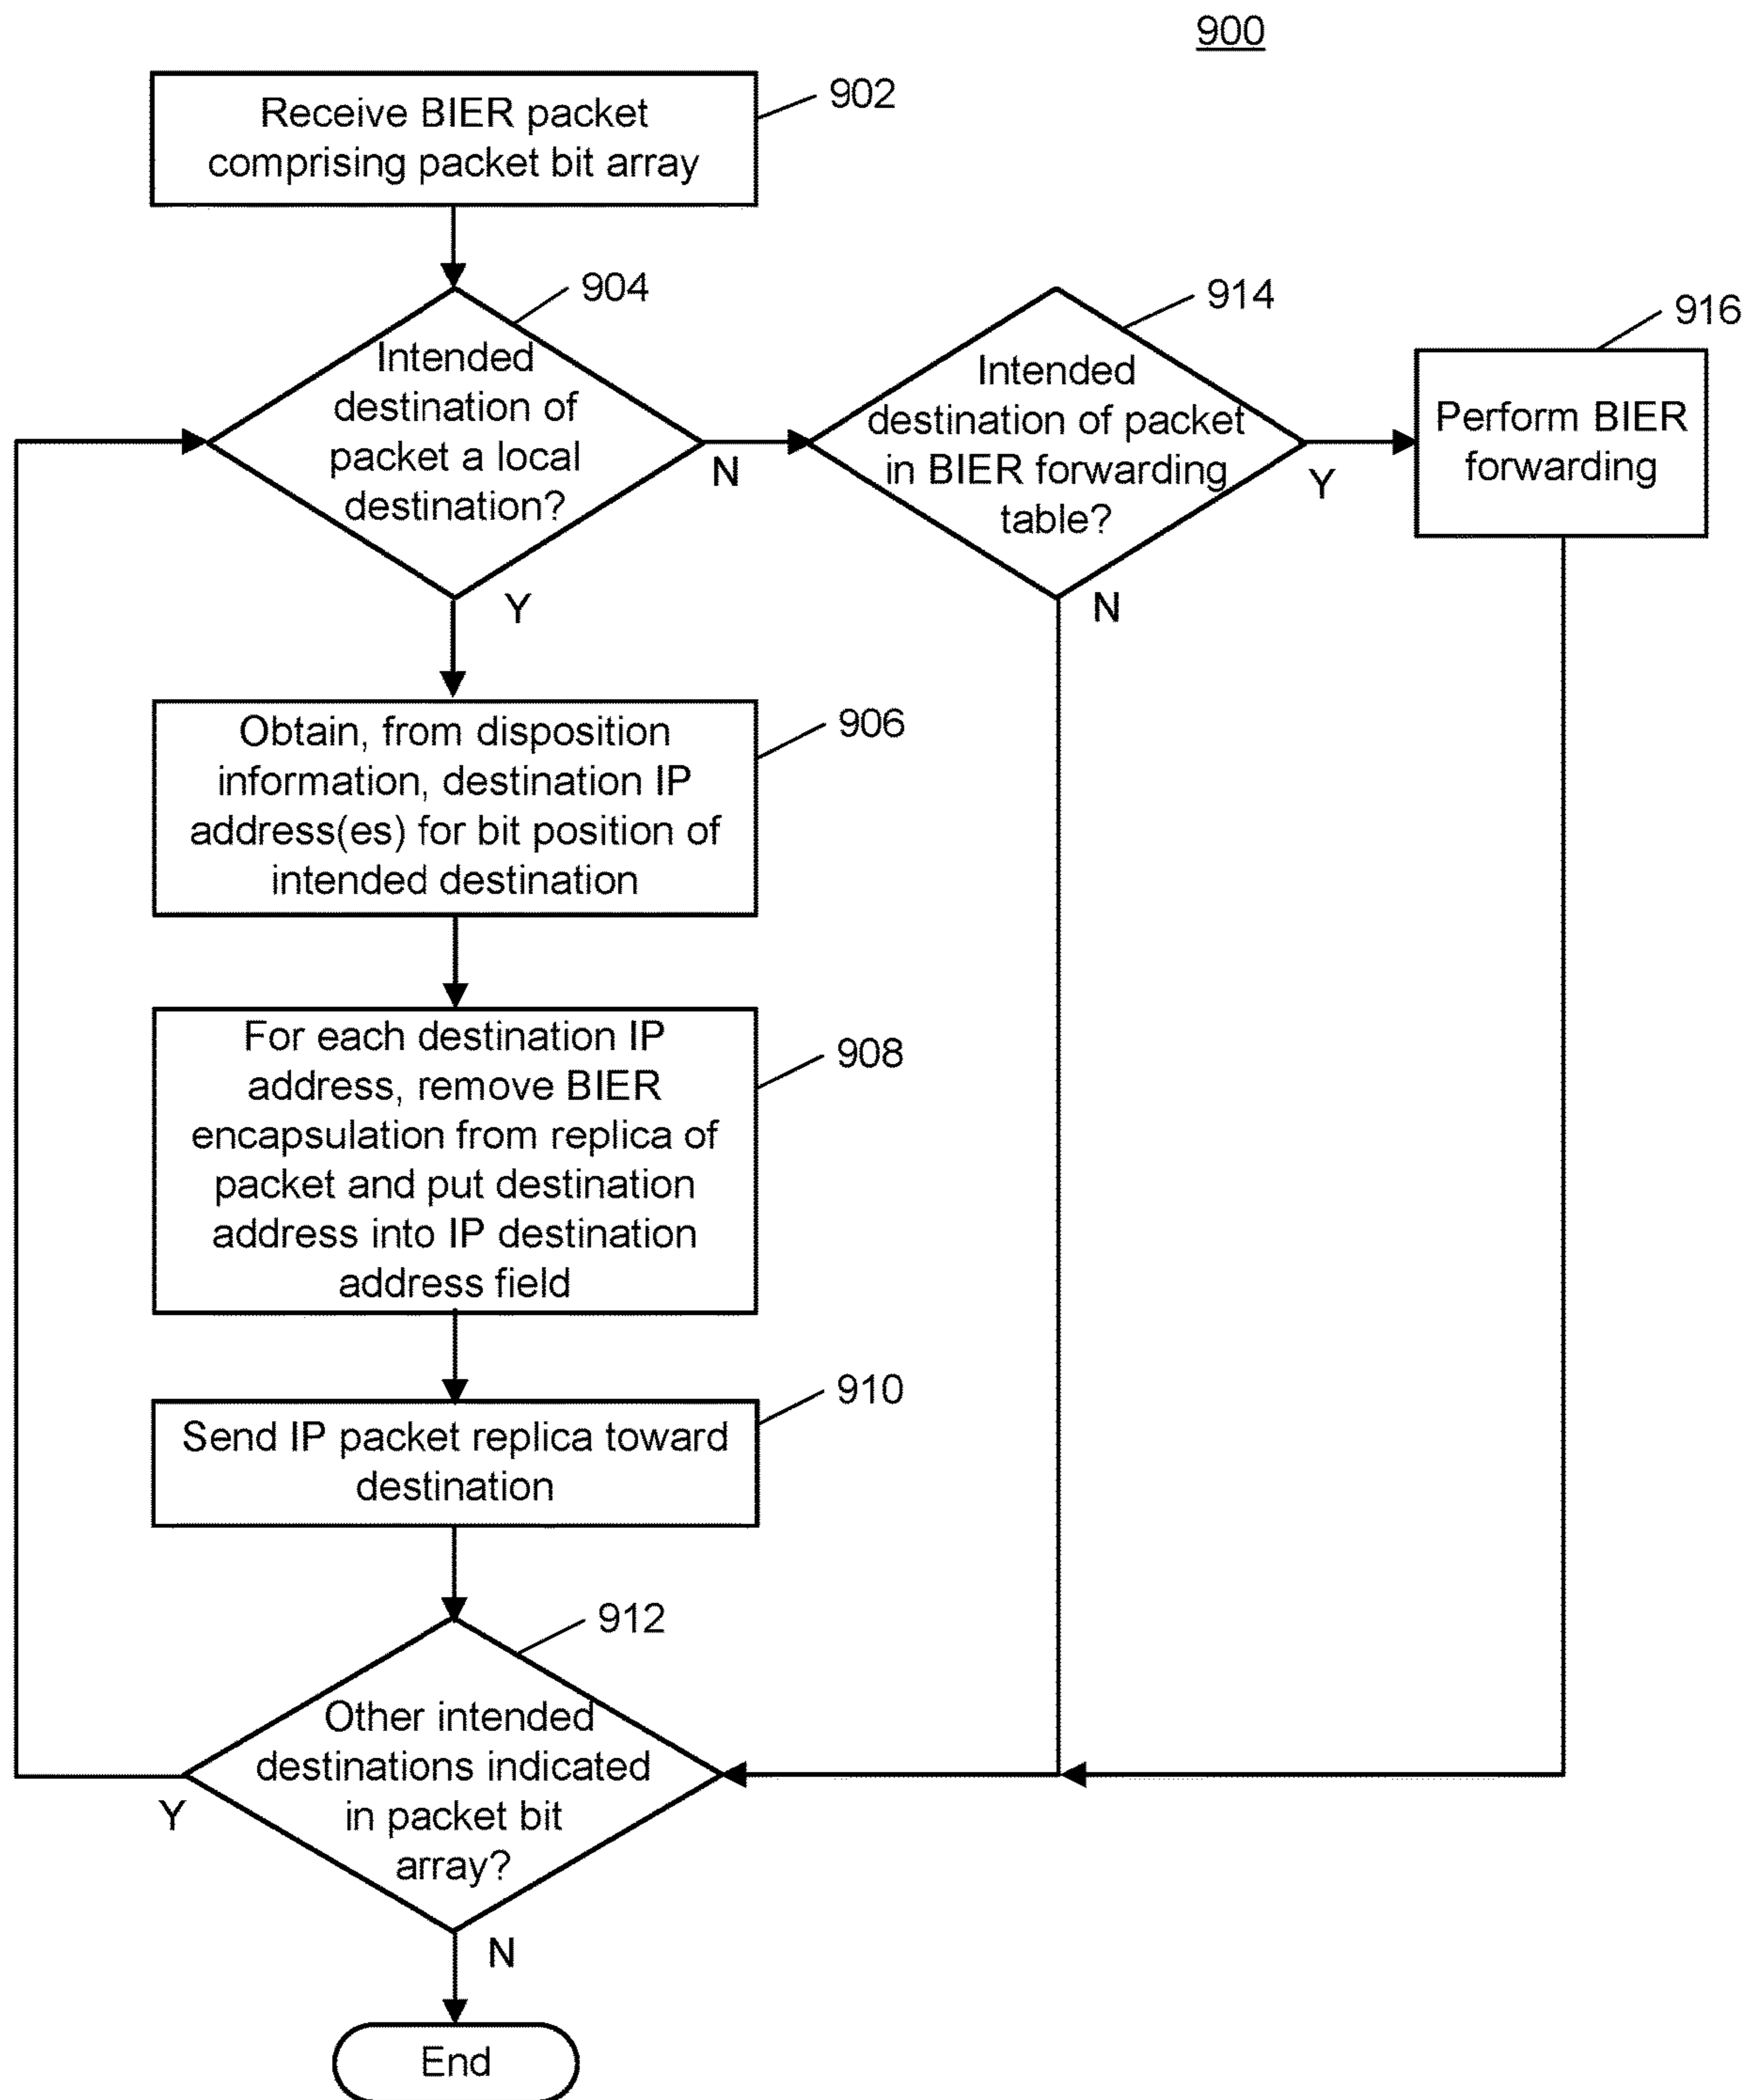 900
Receive BIER packet
comprising packet bit array
902
Intended
destination of
packet a local
destination?
904
N
Y
Intended
destination of packet
in BIER forwarding
table?
914
Y
N
Perform BIER
forwarding
916
Obtain, from disposition
information, destination IP
address(es) for bit position of
intended destination
906
For each destination IP
address, remove BIER
encapsulation from replica of
packet and put destination
address into IP destination
address field
908
Send IP packet replica toward
destination
910
Other intended
destinations indicated
in packet bit
array?
912
Y
N
End